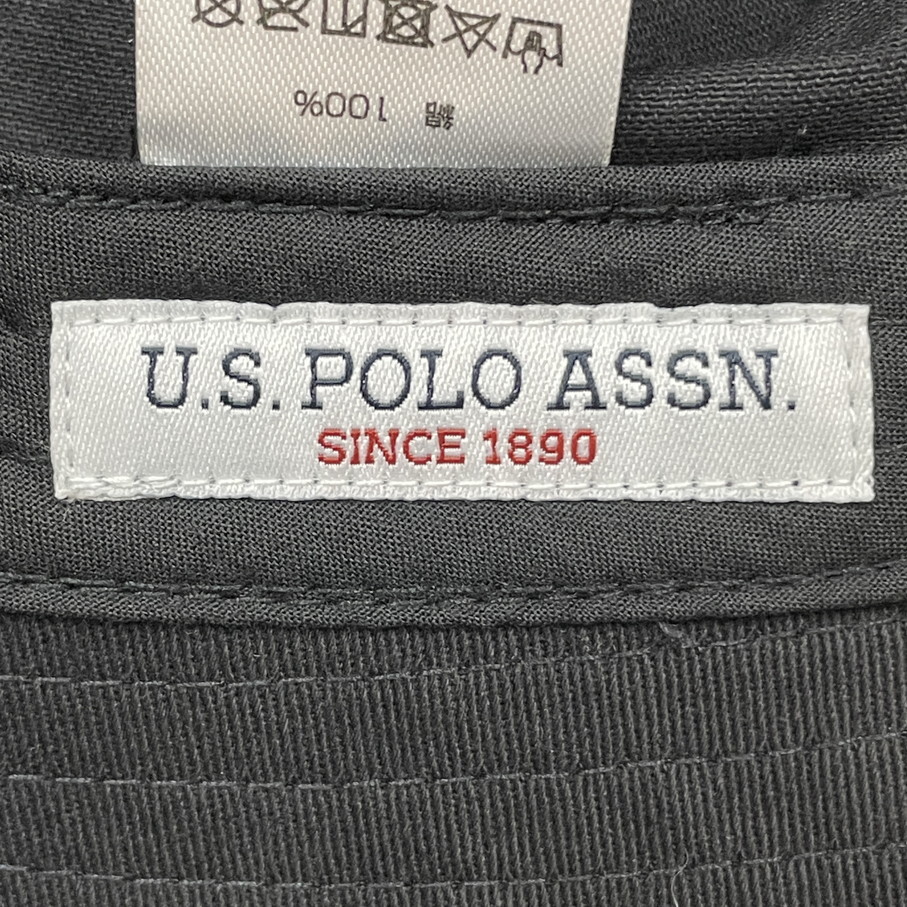 綿 100%
U.S. POLO ASSN.
SINCE 1890